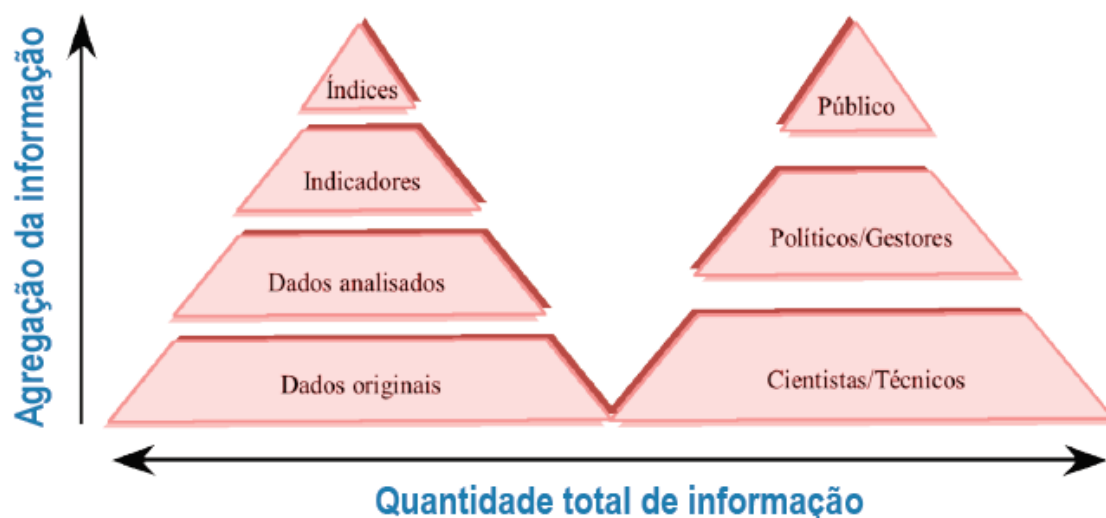 Agregação da informação
Índices
Indicadores
Dados analisados
Dados originais
Público
Políticos/Gestores
Cientistas/Técnicos
Quantidade total de informação